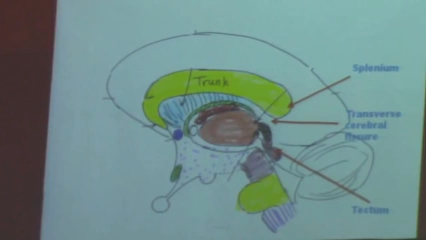 Trunk
Splenium
Transverse
cerebral
fissure
Tectum